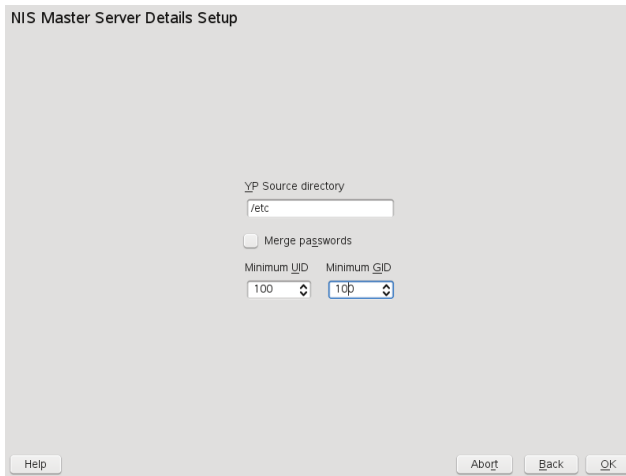 NIS Master Server Details Setup
YP Source directory
/etc
Merge passwords
Minimum UID Minimum GID
100 100
Help Abort Back OK